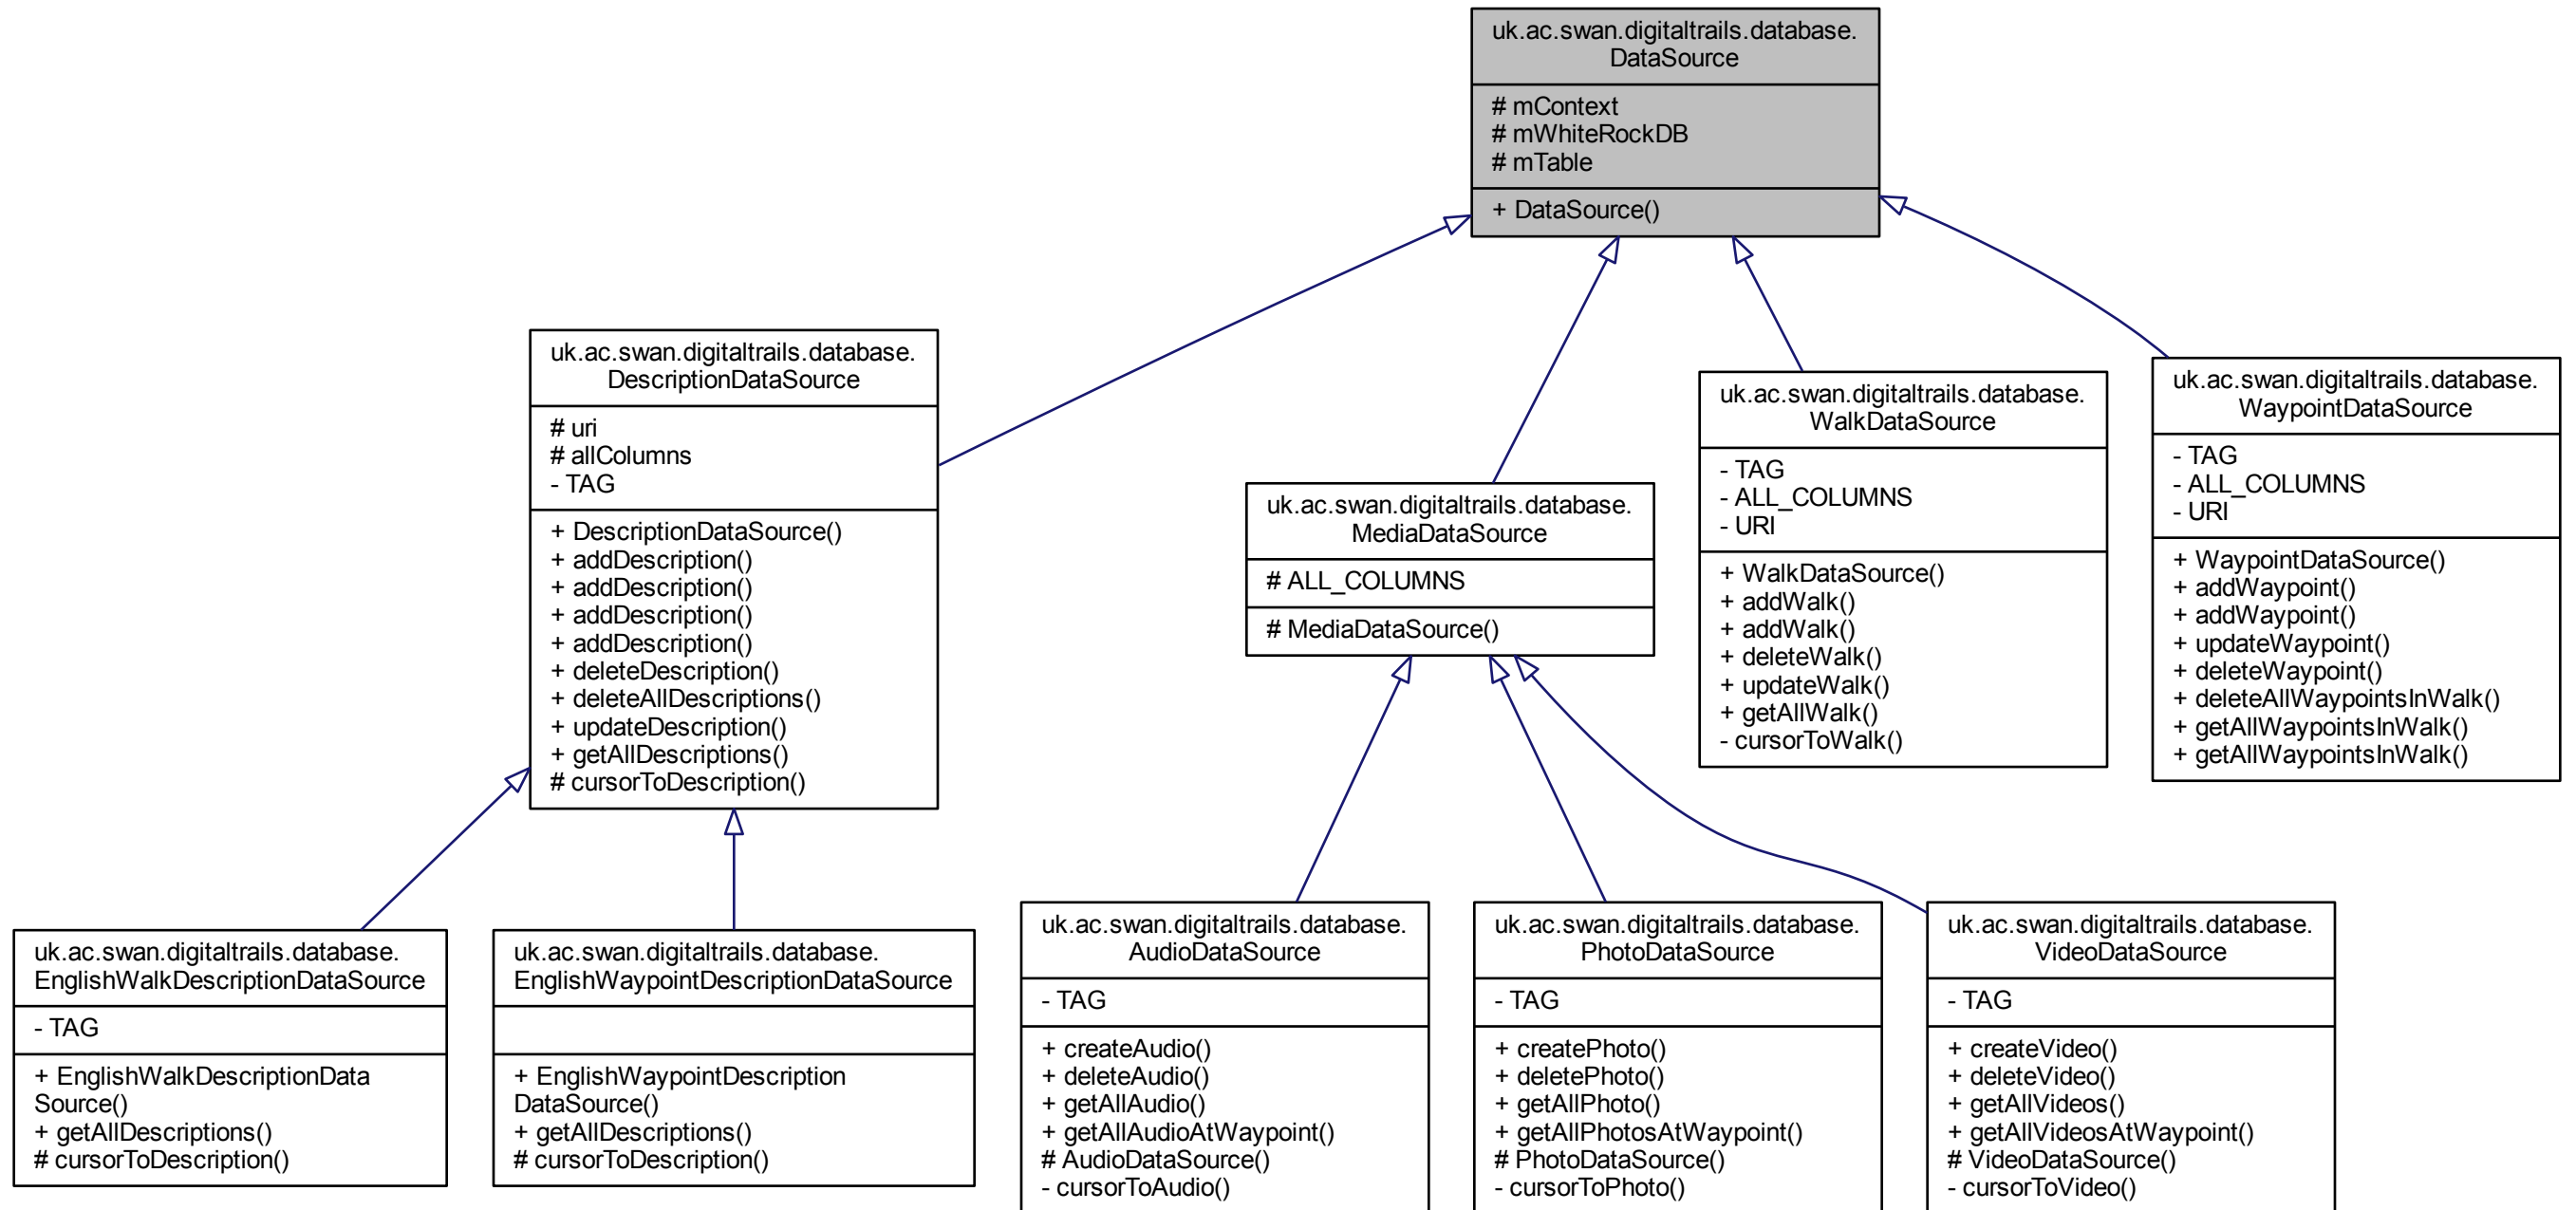 uk.ac.swan.digitaltrails.database.
DataSource
# mContext
# mWhiteRockDB
# mTable
+ DataSource()
uk.ac.swan.digitaltrails.database.
DescriptionDataSource
# uri
# allColumns
- TAG
+ DescriptionDataSource()
+ addDescription()
+ addDescription()
+ addDescription()
+ addDescription()
+ deleteDescription()
+ deleteAllDescriptions()
+ updateDescription()
+ getAllDescriptions()
# cursorToDescription()
uk.ac.swan.digitaltrails.database.
MediaDataSource
# ALL_COLUMNS
# MediaDataSource()
uk.ac.swan.digitaltrails.database.
WalkDataSource
- TAG
- ALL_COLUMNS
- URI
+ WalkDataSource()
+ addWalk()
+ addWalk()
+ deleteWalk()
+ updateWalk()
+ getAllWalk()
- cursorToWalk()
uk.ac.swan.digitaltrails.database.
WaypointDataSource
- TAG
- ALL_COLUMNS
- URI
+ WaypointDataSource()
+ addWaypoint()
+ addWaypoint()
+ updateWaypoint()
+ deleteWaypoint()
+ deleteAllWaypointsInWalk()
+ getAllWaypointsInWalk()
+ getAllWaypointsInWalk()
uk.ac.swan.digitaltrails.database.
EnglishWalkDescriptionDataSource
- TAG
+ EnglishWalkDescriptionData
Source()
+ getAllDescriptions()
# cursorToDescription()
uk.ac.swan.digitaltrails.database.
EnglishWaypointDescriptionDataSource
+ EnglishWaypointDescription
DataSource()
+ getAllDescriptions()
# cursorToDescription()
uk.ac.swan.digitaltrails.database.
AudioDataSource
- TAG
+ createAudio()
+ deleteAudio()
+ getAllAudio()
+ getAllAudioAtWaypoint()
# AudioDataSource()
- cursorToAudio()
uk.ac.swan.digitaltrails.database.
PhotoDataSource
- TAG
+ createPhoto()
+ deletePhoto()
+ getAllPhoto()
+ getAllPhotosAtWaypoint()
# PhotoDataSource()
- cursorToPhoto()
uk.ac.swan.digitaltrails.database.
VideoDataSource
- TAG
+ createVideo()
+ deleteVideo()
+ getAllVideos()
+ getAllVideosAtWaypoint()
# VideoDataSource()
- cursorToVideo()